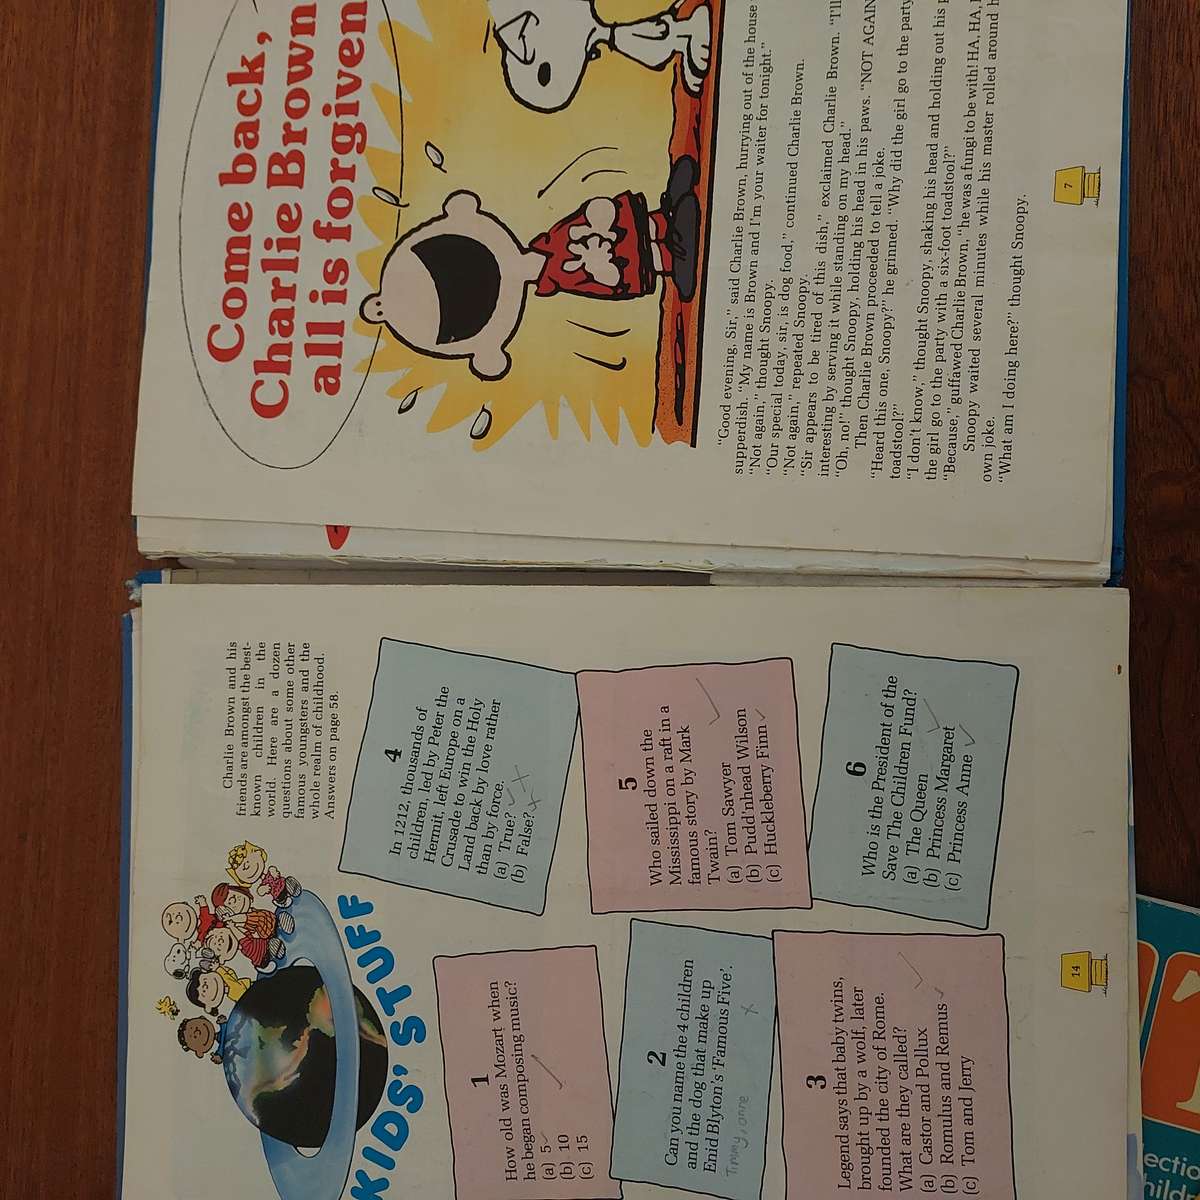 KIDS' STUFF
Charlie Brown and his
friends are amongst the best-
known children in the
world. Here are a dozen
questions about some other
famous youngsters and the
whole realm of childhood.
Answers on page 58.
1
How old was Mozart when
he began composing music?
(a) 5
(b) 10
(c) 15
2
Can you name the 4 children
and the dog that make up
Enid Blyton's 'Famous Five'.
Timmy, anne
3
Legend says that baby twins,
brought up by a wolf, later
founded the city of Rome.
What are they called?
(a) Castor and Pollux
(b) Romulus and Remus
(c) Tom and Jerry
4
In 1212, thousands of
children, led by Peter the
Hermit, left Europe on a
Crusade to win the Holy
Land back by love rather
than by force.
(a) True?
(b) False?
5
Who sailed down the
Mississippi on a raft in a
famous story by Mark
Twain?
(a) Tom Sawyer
(b) Pudd'nhead Wilson
(c) Huckleberry Finn
6
Who is the President of the
Save The Children Fund?
(a) The Queen
(b) Princess Margaret
(c) Princess Anne
14
Come back,
Charlie Brown
all is forgiven
"Good evening, Sir," said Charlie Brown, hurrying out of the house
supperdish. "My name is Brown and I'm your waiter for tonight."
"Not again," thought Snoopy.
"Our special today, sir, is dog food," continued Charlie Brown.
"Not again," repeated Snoopy.
"Sir appears to be tired of this dish," exclaimed Charlie Brown. "I'll
interesting by serving it while standing on my head."
"Oh, no!" thought Snoopy, holding his head in his paws. "NOT AGAIN
Then Charlie Brown proceeded to tell a joke.
"Heard this one, Snoopy?" he grinned. "Why did the girl go to the party
toadstool?"
"I don't know," thought Snoopy, shaking his head and holding out his
the girl go to the party with a six-foot toadstool?"
"Because," guffawed Charlie Brown, "he was a fungi to be with! HA, HA,
Snoopy waited several minutes while his master rolled around
own joke.
"What am I doing here?" thought Snoopy.
7